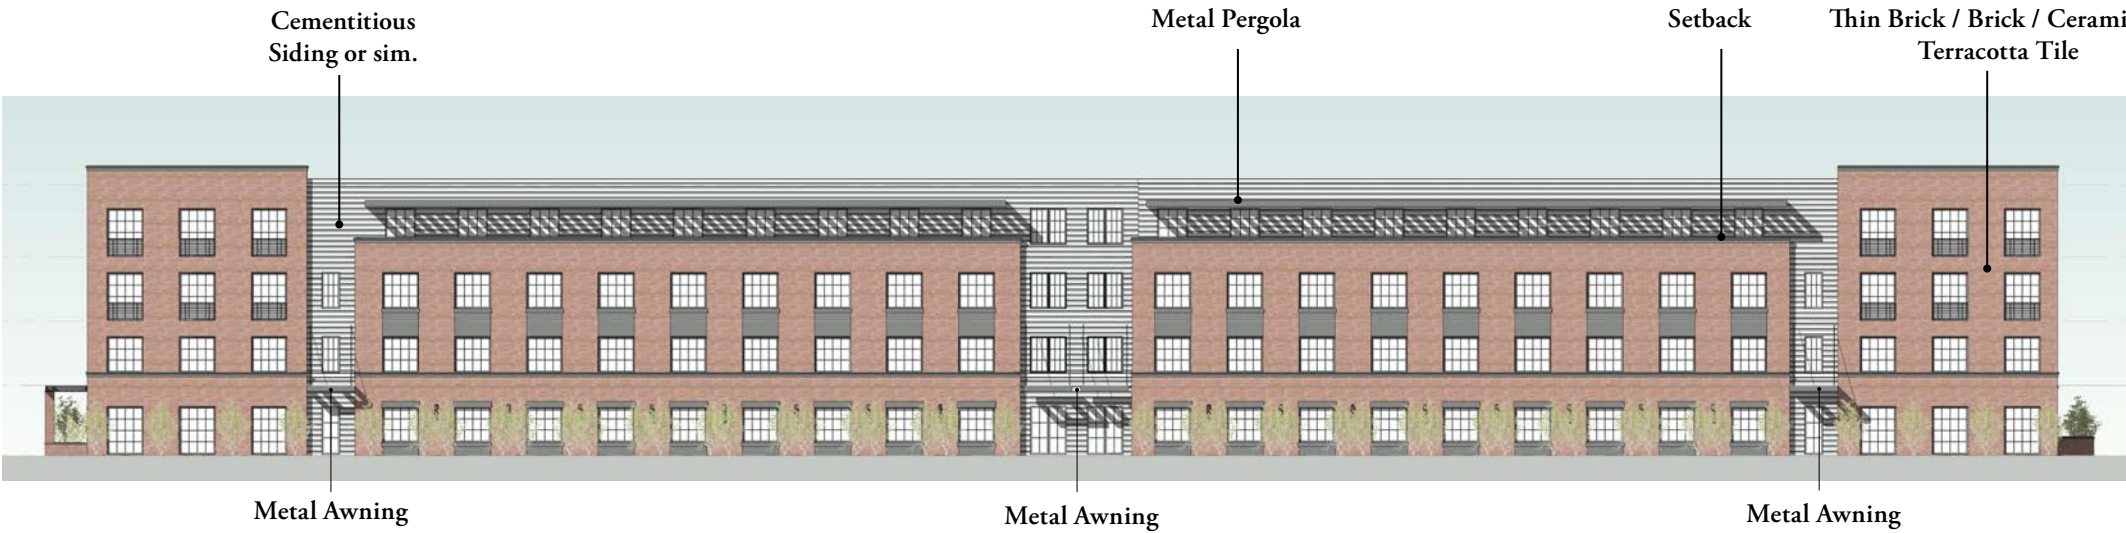 Cementitious
Siding or sim.
Metal Pergola
Setback
Thin Brick / Brick / Cerami
Terracotta Tile
Metal Awning
Metal Awning
Metal Awning